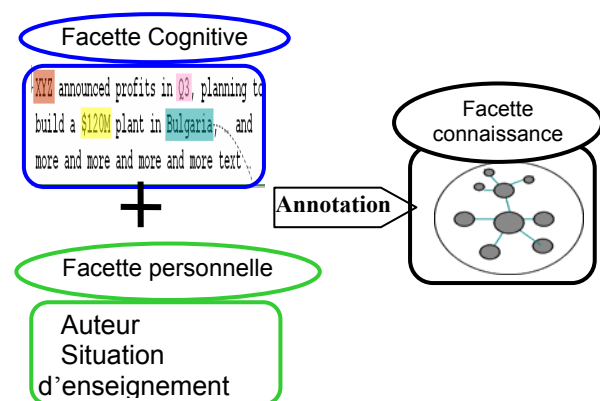 Facette Cognitive
XYZ announced profits in Q3, planning to
build a $120M plant in Bulgaria, and
more and more and more and more text
+
Annotation
Facette
connaissance
Facette personnelle
Auteur
Situation
d'enseignement